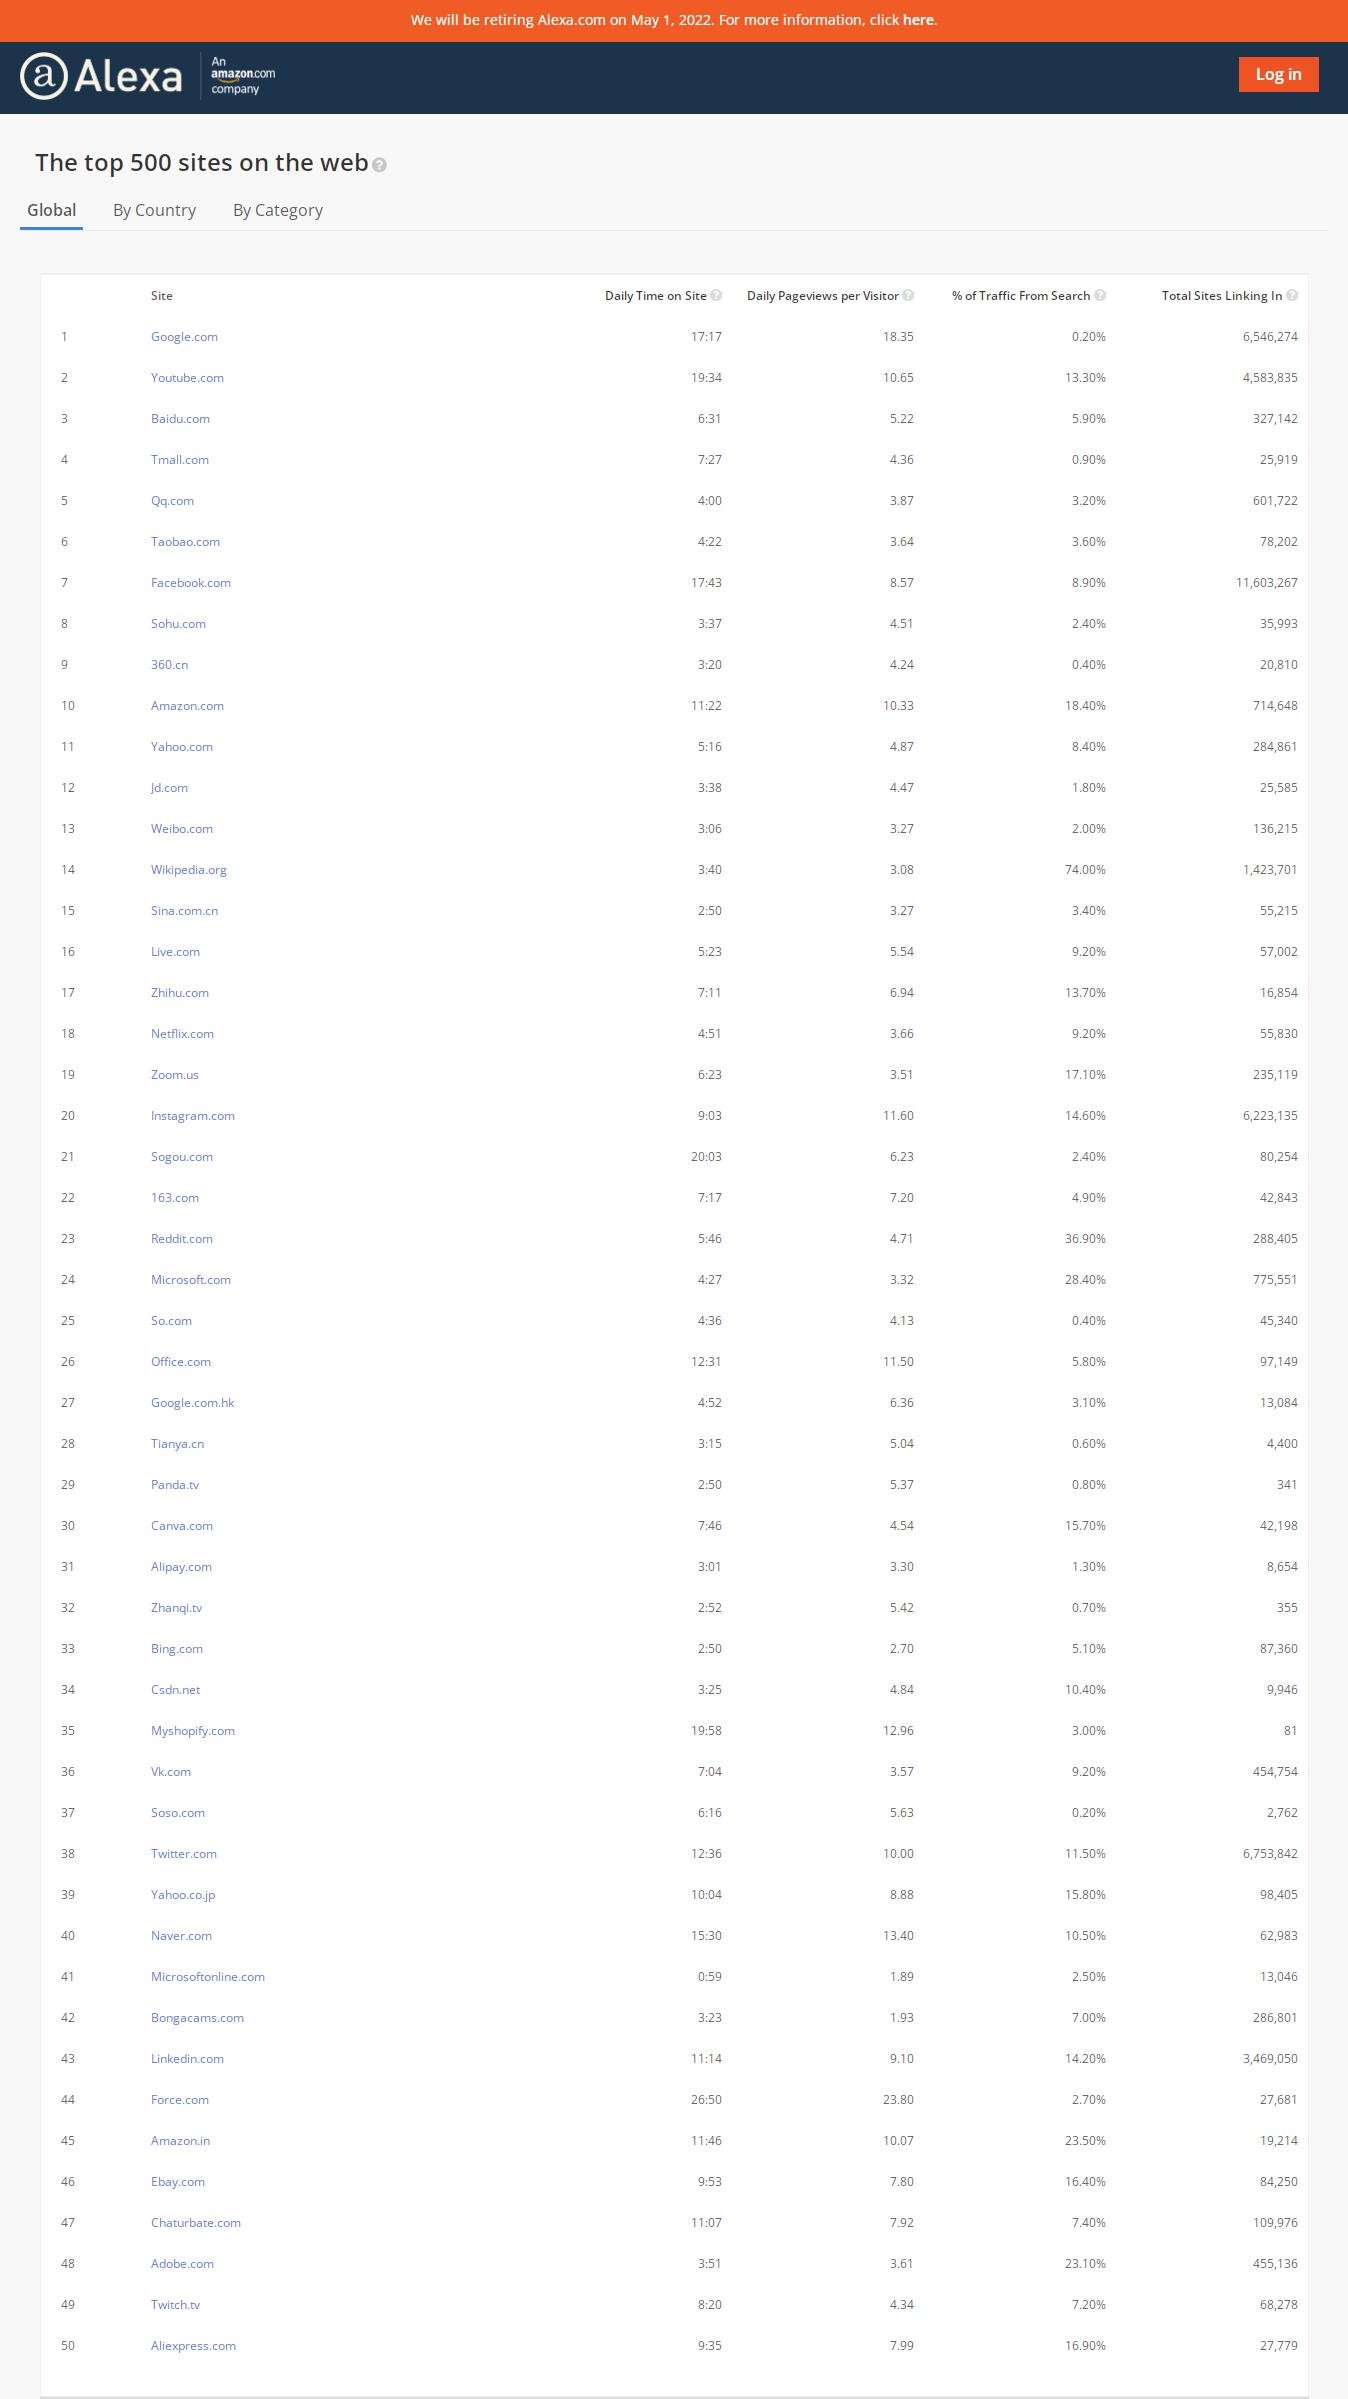 We will be retiring Alexa.com on May 1, 2022. For more information, click here.
Alexa An amazon.com company Log in
The top 500 sites on the web
Global By Country By Category
Site Daily Time on Site Daily Pageviews per Visitor % of Traffic From Search Total Sites Linking In
1 Google.com 17:17 18.35 0.20% 6,546,274
2 Youtube.com 19:34 10.65 13.30% 4,583,835
3 Baidu.com 6:31 5.22 5.90% 327,142
4 Tmall.com 7:27 4.36 0.90% 25,919
5 Qq.com 4:00 3.87 3.20% 601,722
6 Taobao.com 4:22 3.64 3.60% 78,202
7 Facebook.com 17:43 8.57 8.90% 11,603,267
8 Sohu.com 3:37 4.51 2.40% 35,993
9 360.cn 3:20 4.24 0.40% 20,810
10 Amazon.com 11:22 10.33 18.40% 714,648
11 Yahoo.com 5:16 4.87 8.40% 284,861
12 Jd.com 3:38 4.47 1.80% 25,585
13 Weibo.com 3:06 3.27 2.00% 136,215
14 Wikipedia.org 3:40 3.08 74.00% 1,423,701
15 Sina.com.cn 2:50 3.27 3.40% 55,215
16 Live.com 5:23 5.54 9.20% 57,002
17 Zhihu.com 7:11 6.94 13.70% 16,854
18 Netflix.com 4:51 3.66 9.20% 55,830
19 Zoom.us 6:23 3.51 17.10% 235,119
20 Instagram.com 9:03 11.60 14.60% 6,223,135
21 Sogou.com 20:03 6.23 2.40% 80,254
22 163.com 7:17 7.20 4.90% 42,843
23 Reddit.com 5:46 4.71 36.90% 288,405
24 Microsoft.com 4:27 3.32 28.40% 775,551
25 So.com 4:36 4.13 0.40% 45,340
26 Office.com 12:31 11.50 5.80% 97,149
27 Google.com.hk 4:52 6.36 3.10% 13,084
28 Tianya.cn 3:15 5.04 0.60% 4,400
29 Panda.tv 2:50 5.37 0.80% 341
30 Canva.com 7:46 4.54 15.70% 42,198
31 Alipay.com 3:01 3.30 1.30% 8,654
32 Zhanqi.tv 2:52 5.42 0.70% 355
33 Bing.com 2:50 2.70 5.10% 87,360
34 Csdn.net 3:25 4.84 10.40% 9,946
35 Myshopify.com 19:58 12.96 3.00% 81
36 Vk.com 7:04 3.57 9.20% 454,754
37 Soso.com 6:16 5.63 0.20% 2,762
38 Twitter.com 12:36 10.00 11.50% 6,753,842
39 Yahoo.co.jp 10:04 8.88 15.80% 98,405
40 Naver.com 15:30 13.40 10.50% 62,983
41 Microsoftonline.com 0:59 1.89 2.50% 13,046
42 Bongacams.com 3:23 1.93 7.00% 286,801
43 Linkedin.com 11:14 9.10 14.20% 3,469,050
44 Force.com 26:50 23.80 2.70% 27,681
45 Amazon.in 11:46 10.07 23.50% 19,214
46 Ebay.com 9:53 7.80 16.40% 84,250
47 Chaturbate.com 11:07 7.92 7.40% 109,976
48 Adobe.com 3:51 3.61 23.10% 455,136
49 Twitch.tv 8:20 4.34 7.20% 68,278
50 Aliexpress.com 9:35 7.99 16.90% 27,779